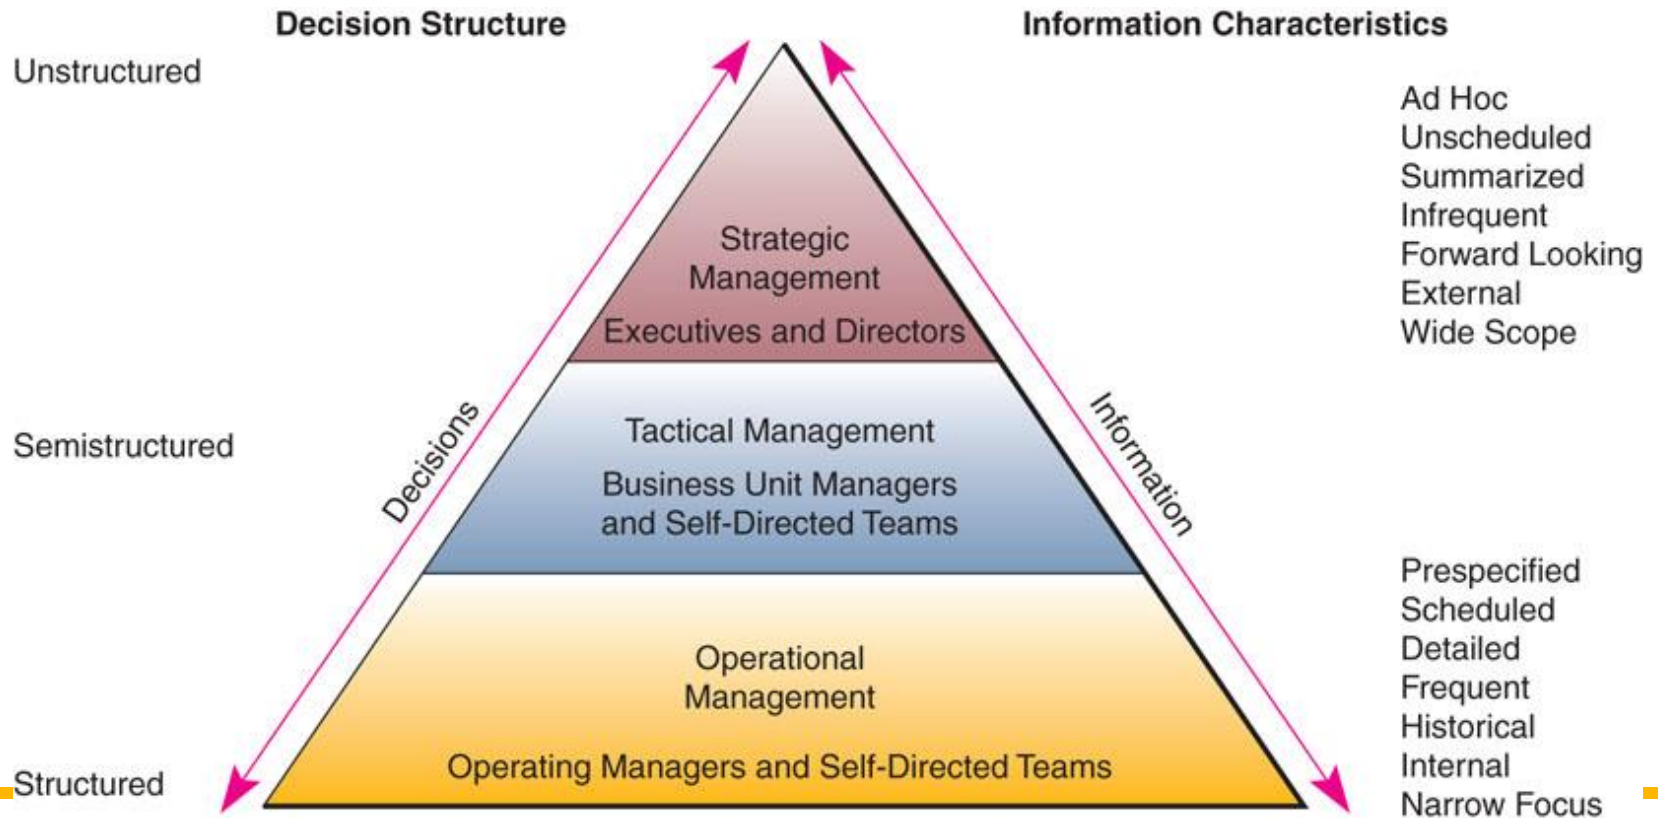 Decision Structure
Information Characteristics
Unstructured
Ad Hoc
Unscheduled
Summarized
Infrequent
Forward Looking
External
Wide Scope
Strategic
Management
Executives and Directors
Decisions
Information
Semistructured
Tactical Management
Business Unit Managers
and Self-Directed Teams
Prespecified
Scheduled
Detailed
Frequent
Historical
Internal
Narrow Focus
Operational
Management
Operating Managers and Self-Directed Teams
Structured